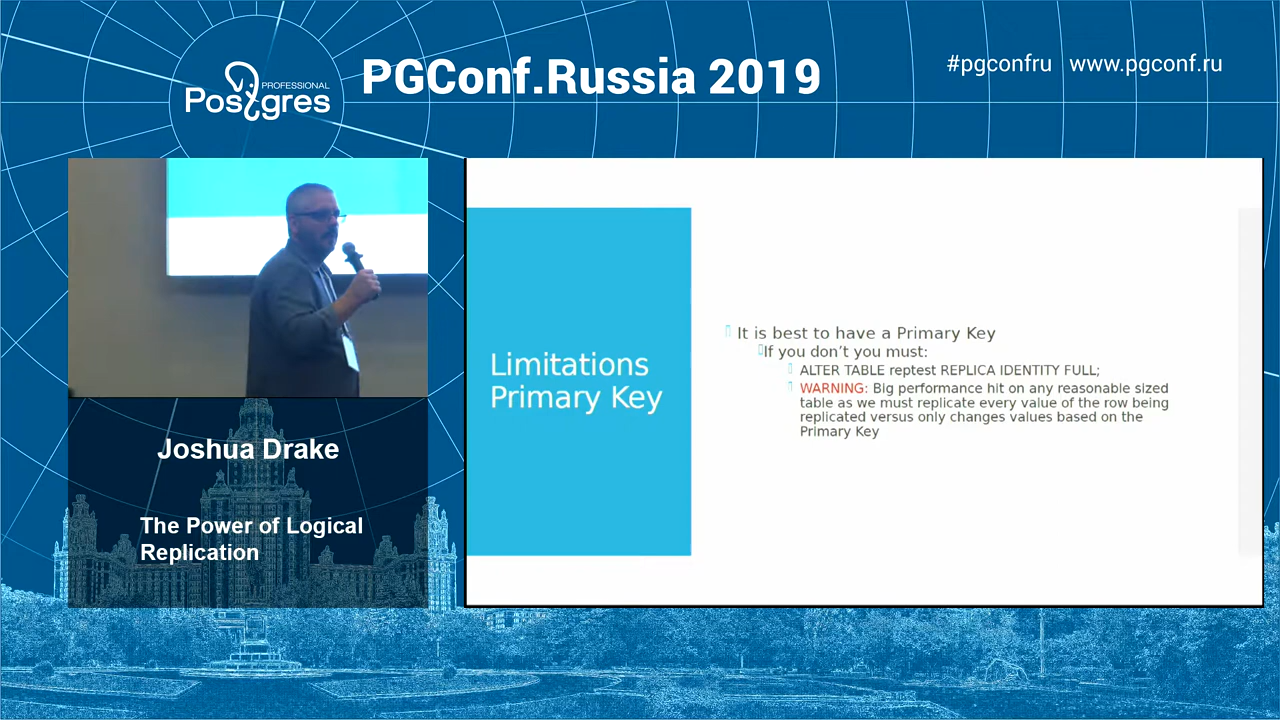 PROFESSIONAL
Postgres
PGConf.Russia 2019
#pgconfru www.pgconf.ru
Joshua Drake
The Power of Logical
Replication
Limitations
Primary Key
It is best to have a Primary Key
If you don't you must:
ALTER TABLE reptest REPLICA IDENTITY FULL;
WARNING: Big performance hit on any reasonable sized
table as we must replicate every value of the row being
replicated versus only changes values based on the
Primary Key